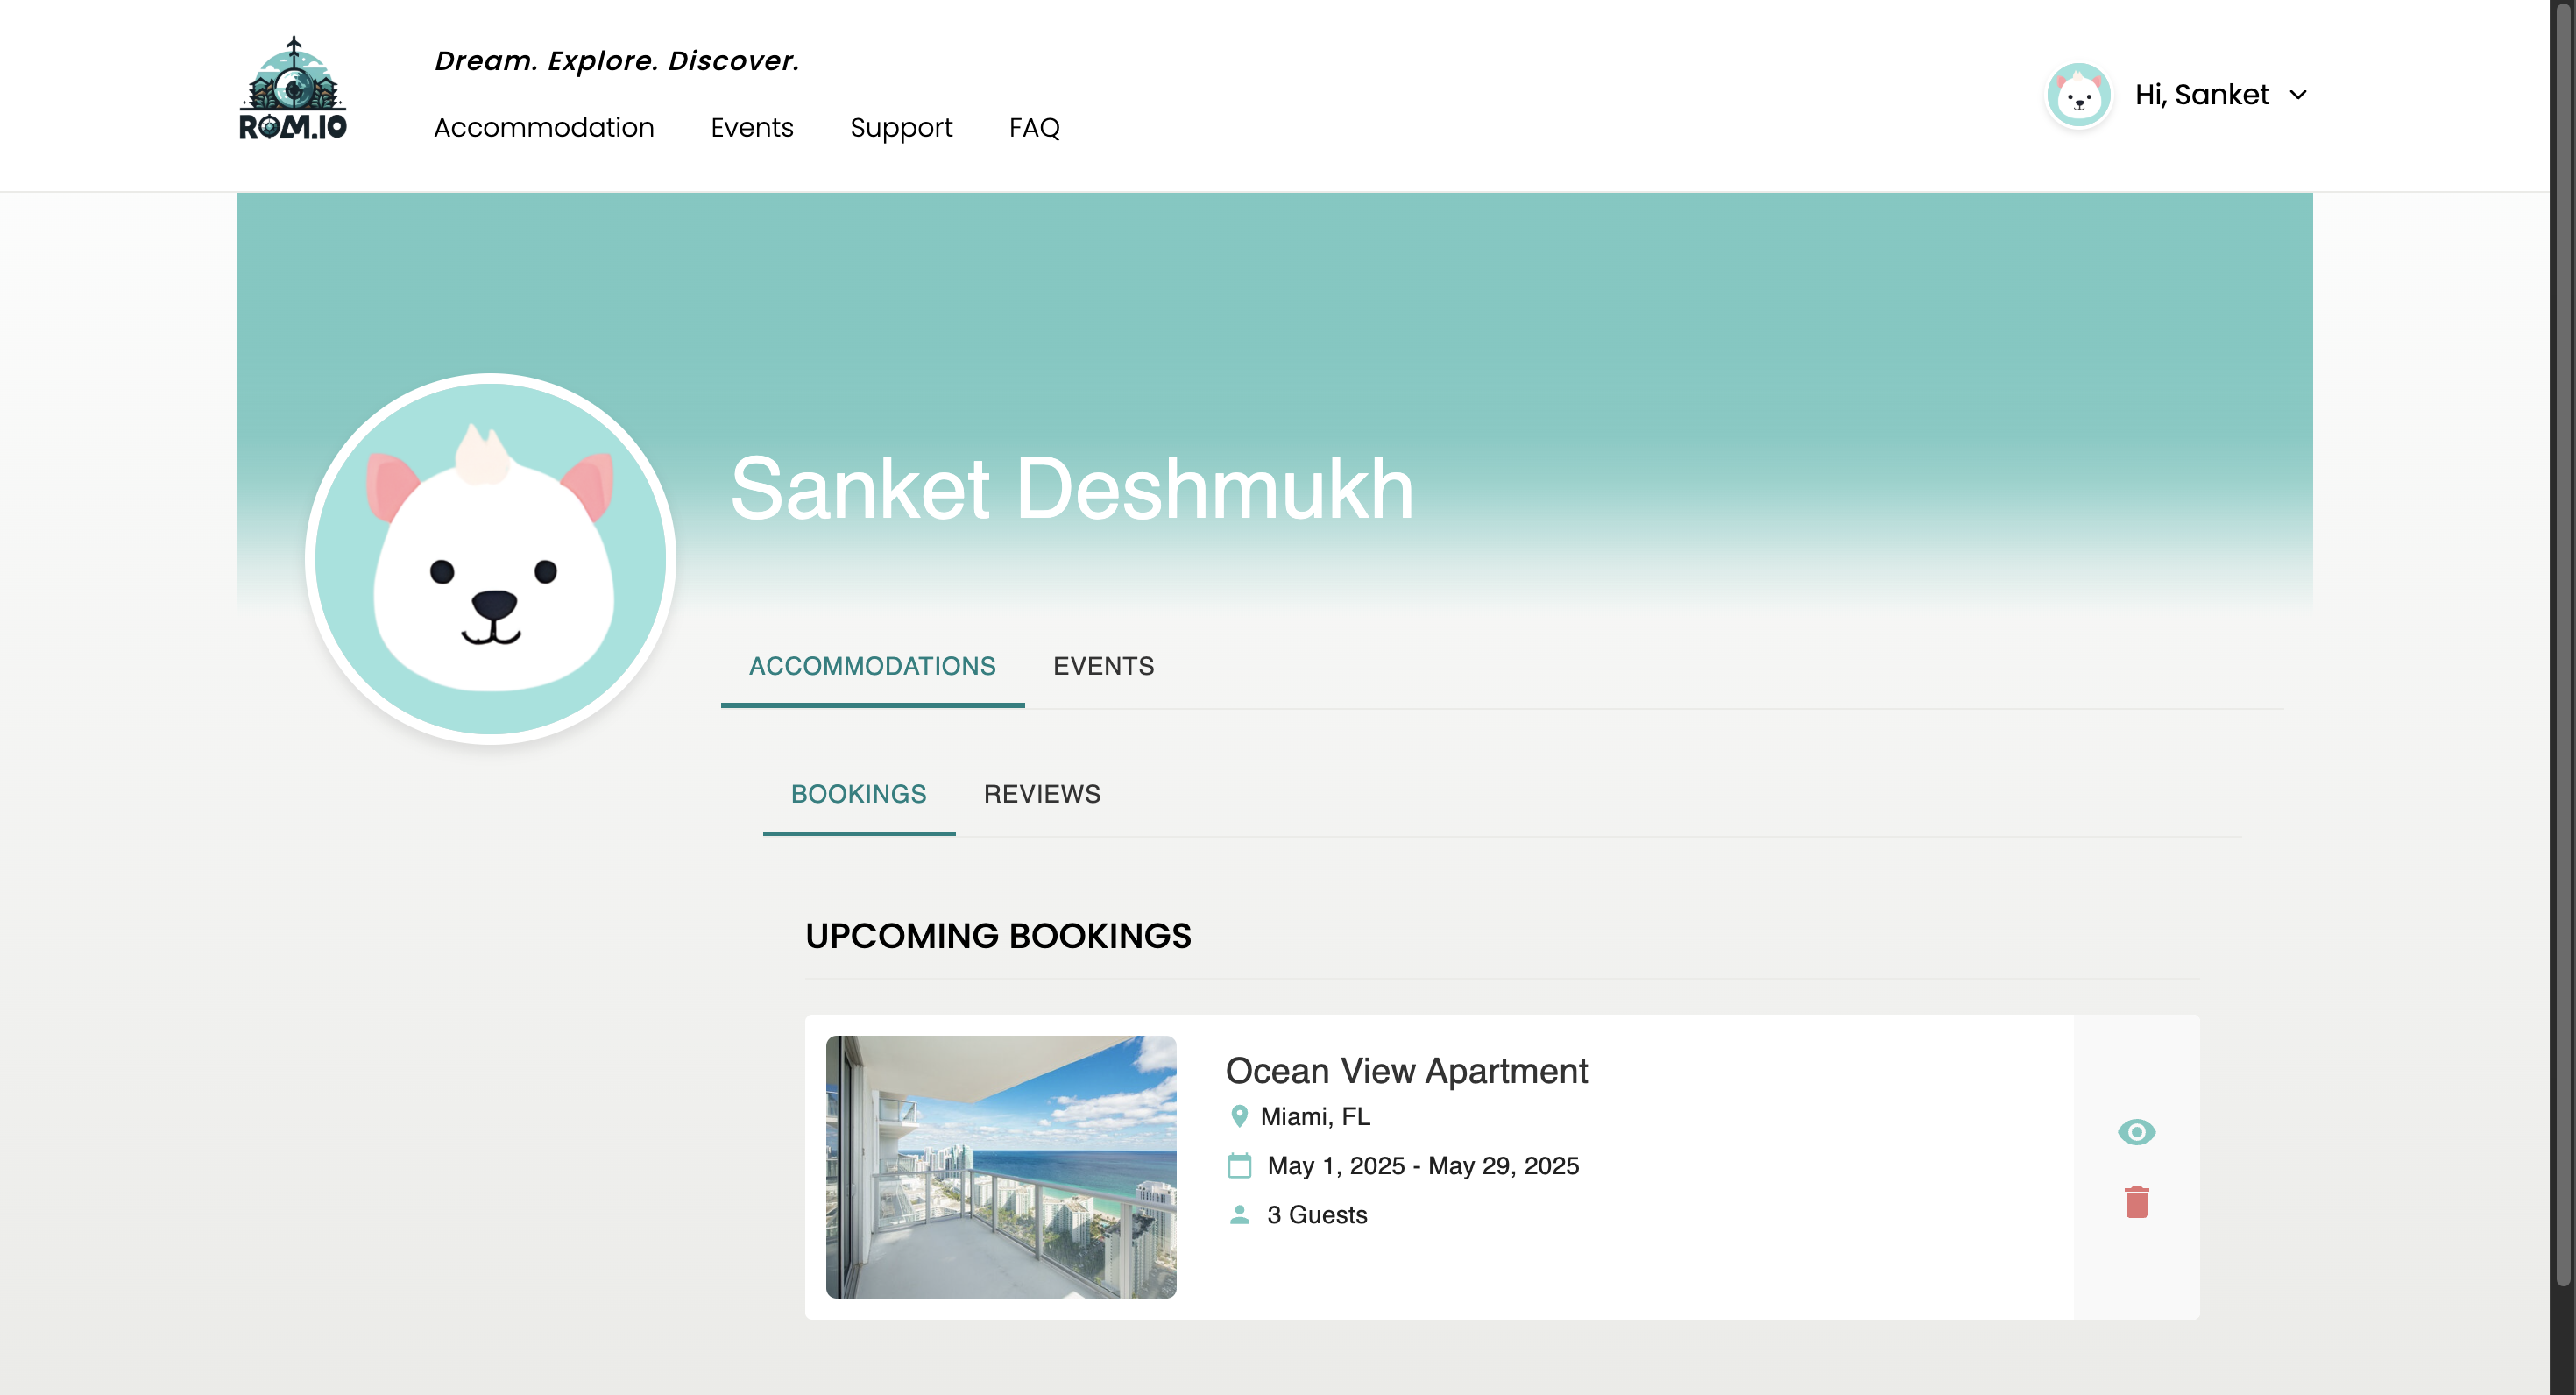 ROM.IO
Dream. Explore. Discover.
Accommodation Events Support FAQ
Hi, Sanket
Sanket Deshmukh
ACCOMMODATIONS EVENTS
BOOKINGS REVIEWS
UPCOMING BOOKINGS
Ocean View Apartment
Miami, FL
May 1, 2025 - May 29, 2025
3 Guests